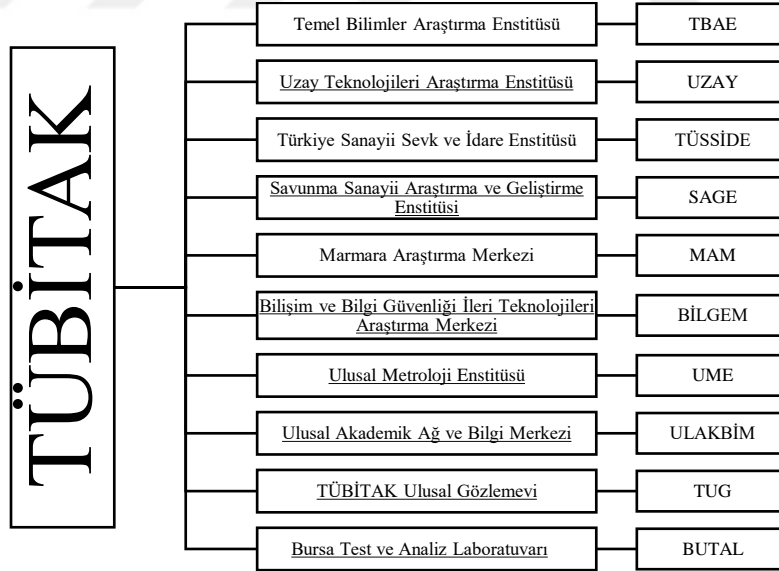 TÜBİTAK
Temel Bilimler Araştırma Enstitüsü
TBAE
Uzay Teknolojileri Araştırma Enstitüsü
UZAY
Türkiye Sanayii Sevk ve İdare Enstitüsü
TÜSSİDE
Savunma Sanayii Araştırma ve Geliştirme
Enstitüsi
SAGE
Marmara Araştırma Merkezi
MAM
Bilişim ve Bilgi Güvenliği İleri Teknolojileri
Araştırma Merkezi
BİLGEM
Ulusal Metroloji Enstitüsü
UME
Ulusal Akademik Ağ ve Bilgi Merkezi
ULAKBİM
TÜBİTAK Ulusal Gözlemevi
TUG
Bursa Test ve Analiz Laboratuvarı
BUTAL